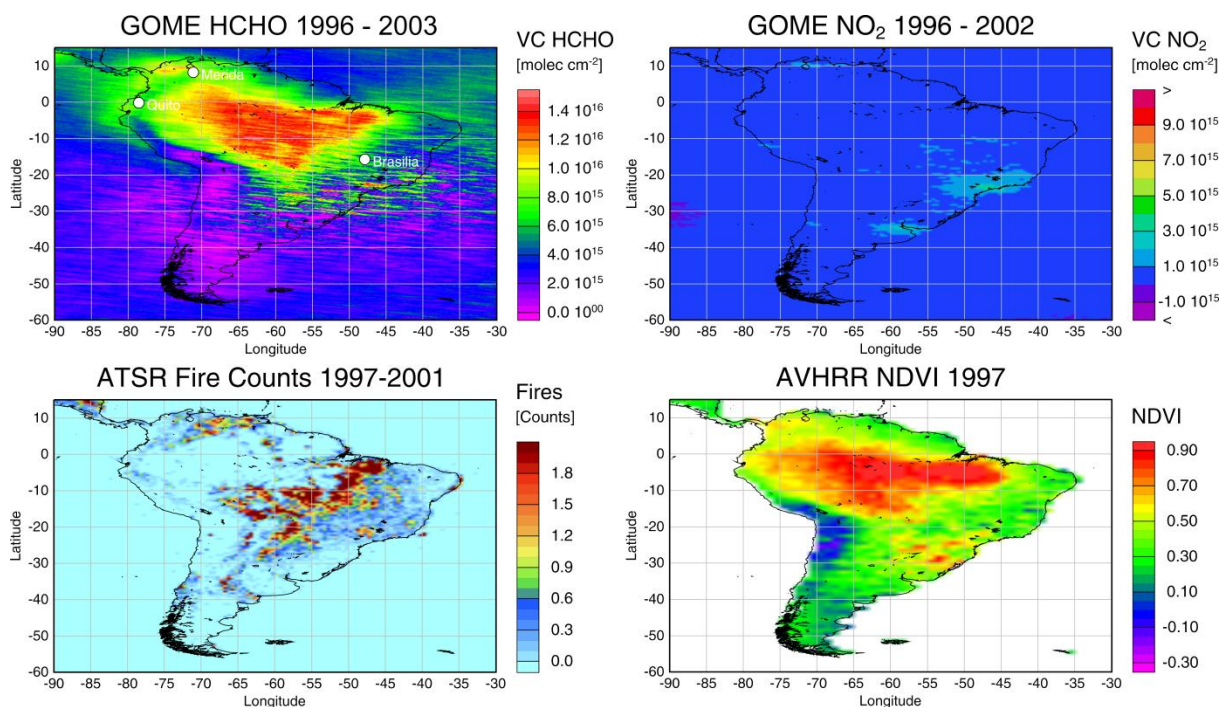 GOME HCHO 1996 - 2003
VC HCHO
[molec cm⁻²]
10
0
-10
-20
-30
-40
-50
-60
Latitude
Merida
Quito
Brasilia
-90 -85 -75 -70 -65 -60 -55 -50 -45 -40 -35 -30
Longitude
1.4 10¹⁶
1.2 10¹⁶
1.0 10¹⁶
8.0 10¹⁵
6.0 10¹⁵
4.0 10¹⁵
2.0 10¹⁵
0.0 10⁰⁰
GOME NO₂ 1996 - 2002
VC NO₂
[molec cm⁻²]
10
0
-10
-20
-30
-40
-50
-60
Latitude
-90 -85 -75 -70 -65 -60 -55 -50 -45 -40 -35 -30
Longitude
>
9.0 10¹⁵
7.0 10¹⁵
5.0 10¹⁵
3.0 10¹⁵
1.0 10¹⁵
-1.0 10¹⁵
<
ATSR Fire Counts 1997-2001
Fires
[Counts]
10
0
-10
-20
-30
-40
-50
-60
Latitude
-90 -85 -75 -70 -65 -60 -55 -50 -45 -40 -35 -30
Longitude
1.8
1.5
1.2
0.9
0.6
0.3
0.0
AVHRR NDVI 1997
NDVI
10
0
-10
-20
-30
-40
-50
-60
Latitude
-90 -85 -75 -70 -65 -60 -55 -50 -45 -40 -35 -30
Longitude
0.90
0.70
0.50
0.30
0.10
-0.10
-0.30